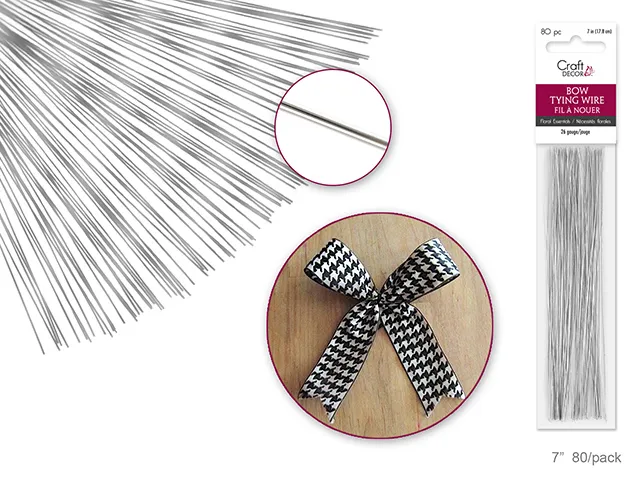 80 pc
7 in (17.8 cm)
Craft
DECOR
BOW
TYING WIRE
FIL À NOUER
Floral Essentials / Nécessités florales
26 gauge/jauge
7” 80/pack